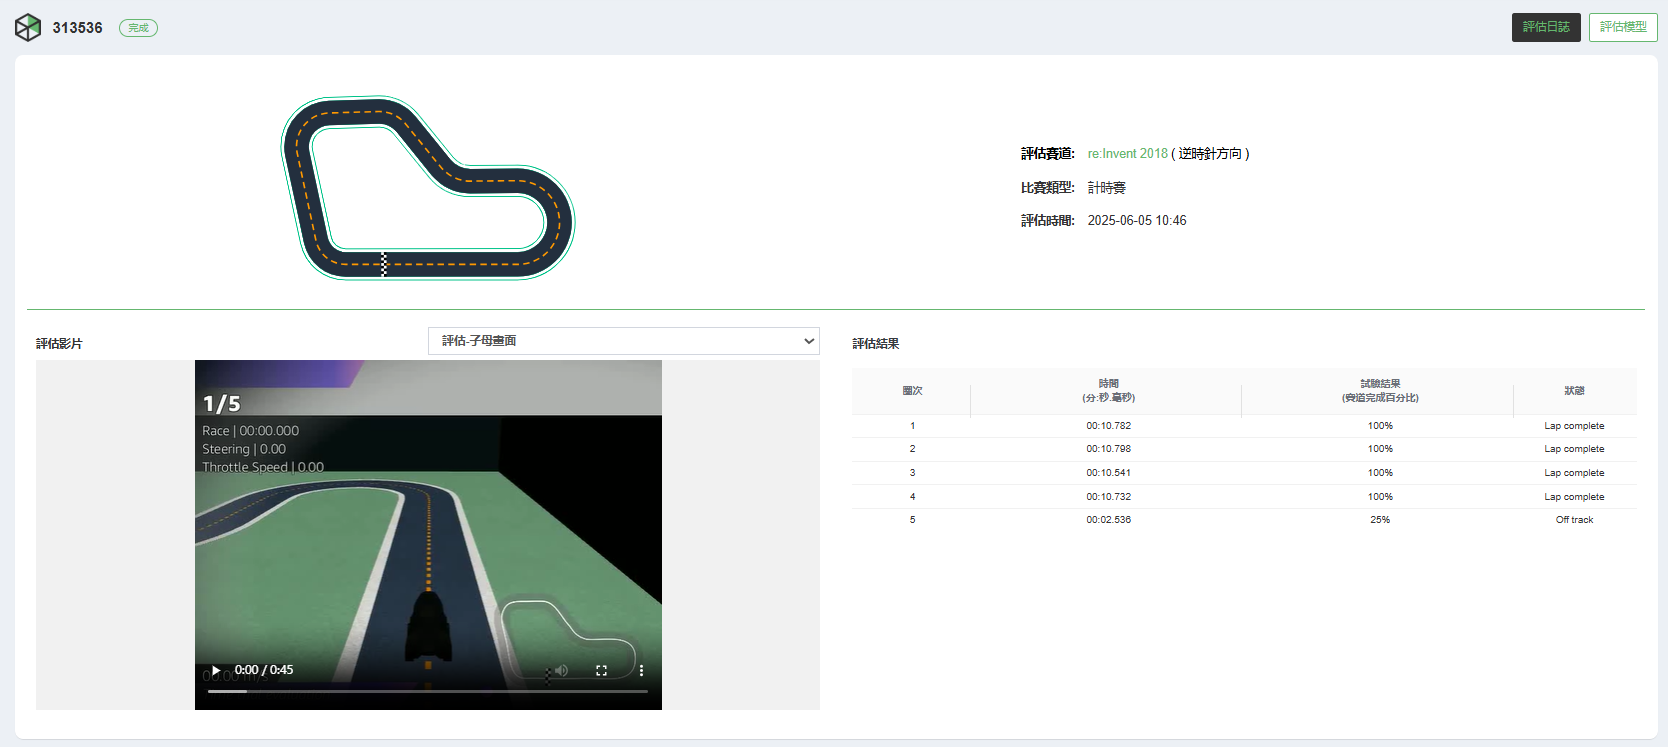 313536 完成
評估日誌 評估模型
評估賽道: re:Invent 2018 ( 逆時針方向 )
比賽類型: 計時賽
評估時間: 2025-06-05 10:46
評估影片 評估-子母畫面
1/5
Race | 00:00.000
Steering | 0.00
Throttle Speed | 0.00
0:00 / 0:45
評估結果
圈次 時間 (分:秒.毫秒) 試驗結果 (賽道完成百分比) 狀態
1 00:10.782 100% Lap complete
2 00:10.798 100% Lap complete
3 00:10.541 100% Lap complete
4 00:10.732 100% Lap complete
5 00:02.536 25% Off track